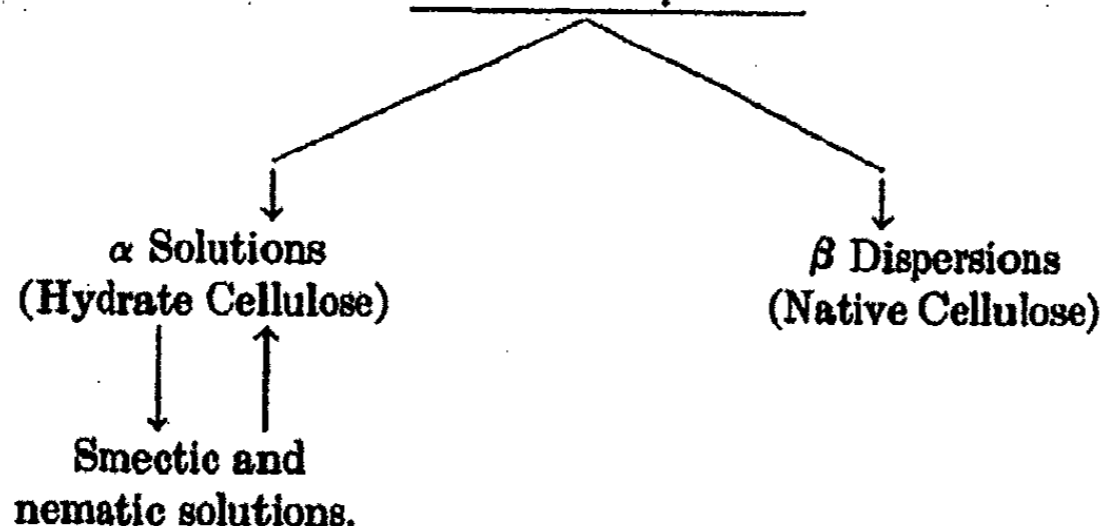 α Solutions
(Hydrate Cellulose)
β Dispersions
(Native Cellulose)
Smectic and
nematic solutions.